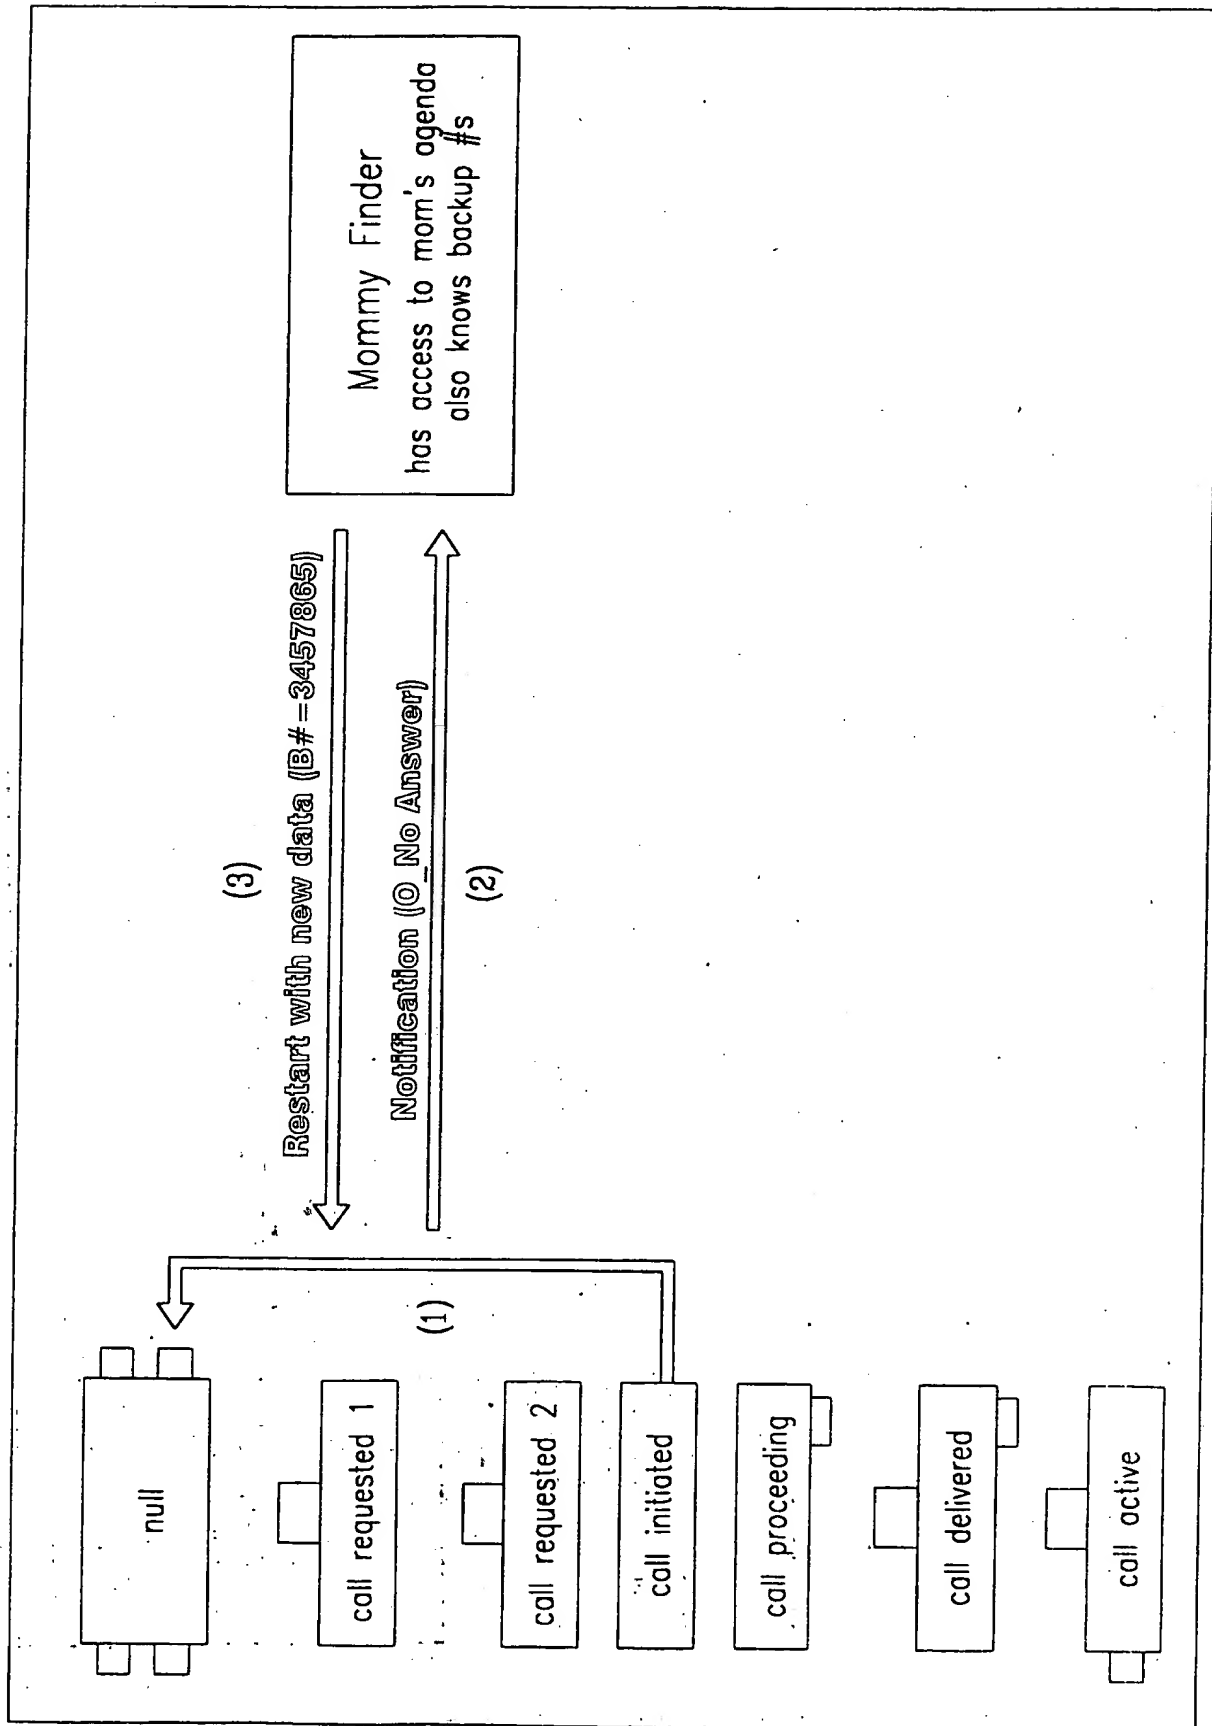 null
call requested 1
call requested 2
call initiated
call proceeding
call delivered
call active
(1)
(3)
Restart with new data (B#=3457865)
Notification (O_No Answer)
(2)
Mommy Finder
has access to mom's agenda
also knows backup #s